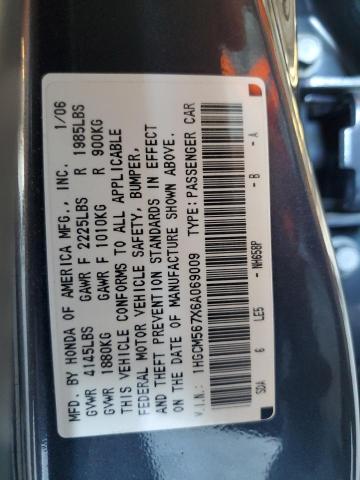 MFD. BY HONDA OF AMERICA MFG., INC. 1/06
GVWR 4145LBS GAWR F 2225LBS R 1985LBS
1880KG GAWR F 1010KG R 900KG
THIS VEHICLE CONFORMS TO ALL APPLICABLE
FEDERAL MOTOR VEHICLE SAFETY, BUMPER,
AND THEFT PREVENTION STANDARDS IN EFFECT
ON THE DATE OF MANUFACTURE SHOWN ABOVE.
V.I.N.: 1HGCM567X6A069009 TYPE: PASSENGER CAR
SDA 6 LE5 NH658P - B - A